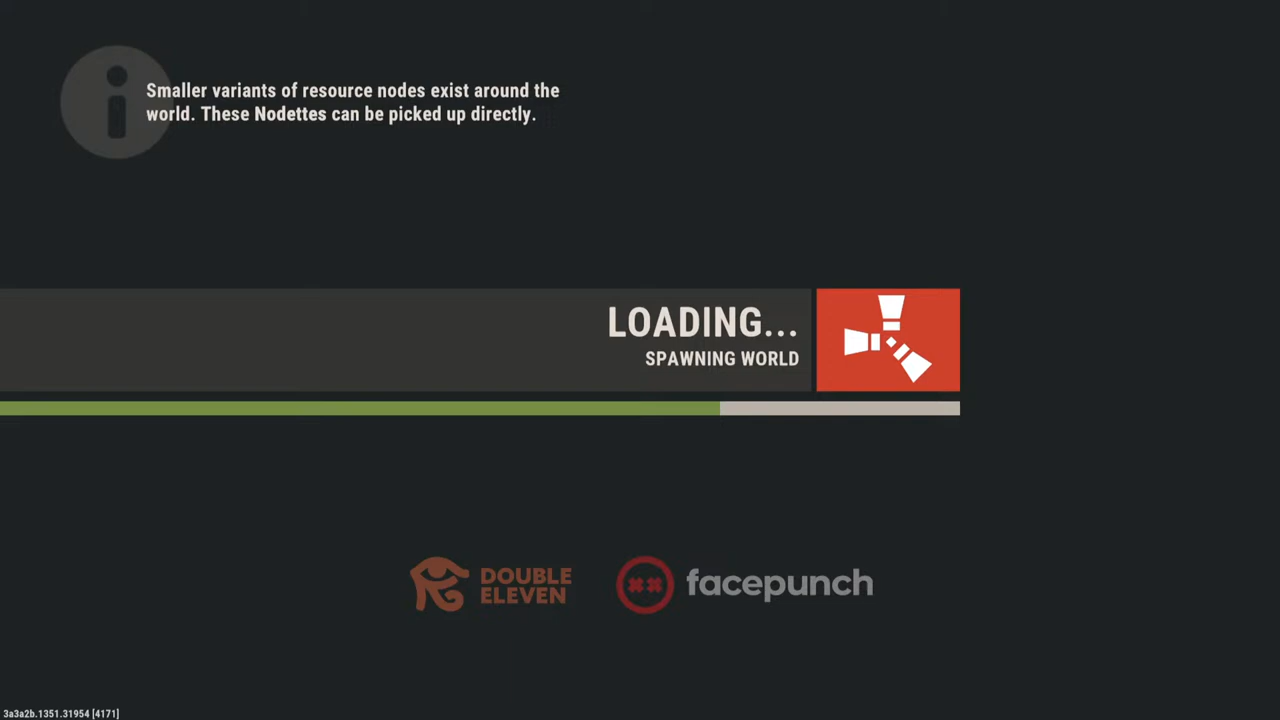 Smaller variants of resource nodes exist around the
world. These Nodettes can be picked up directly.
LOADING...
SPAWNING WORLD
DOUBLE
ELEVEN
facepunch
3a3a2b.1351.31954 [4171]